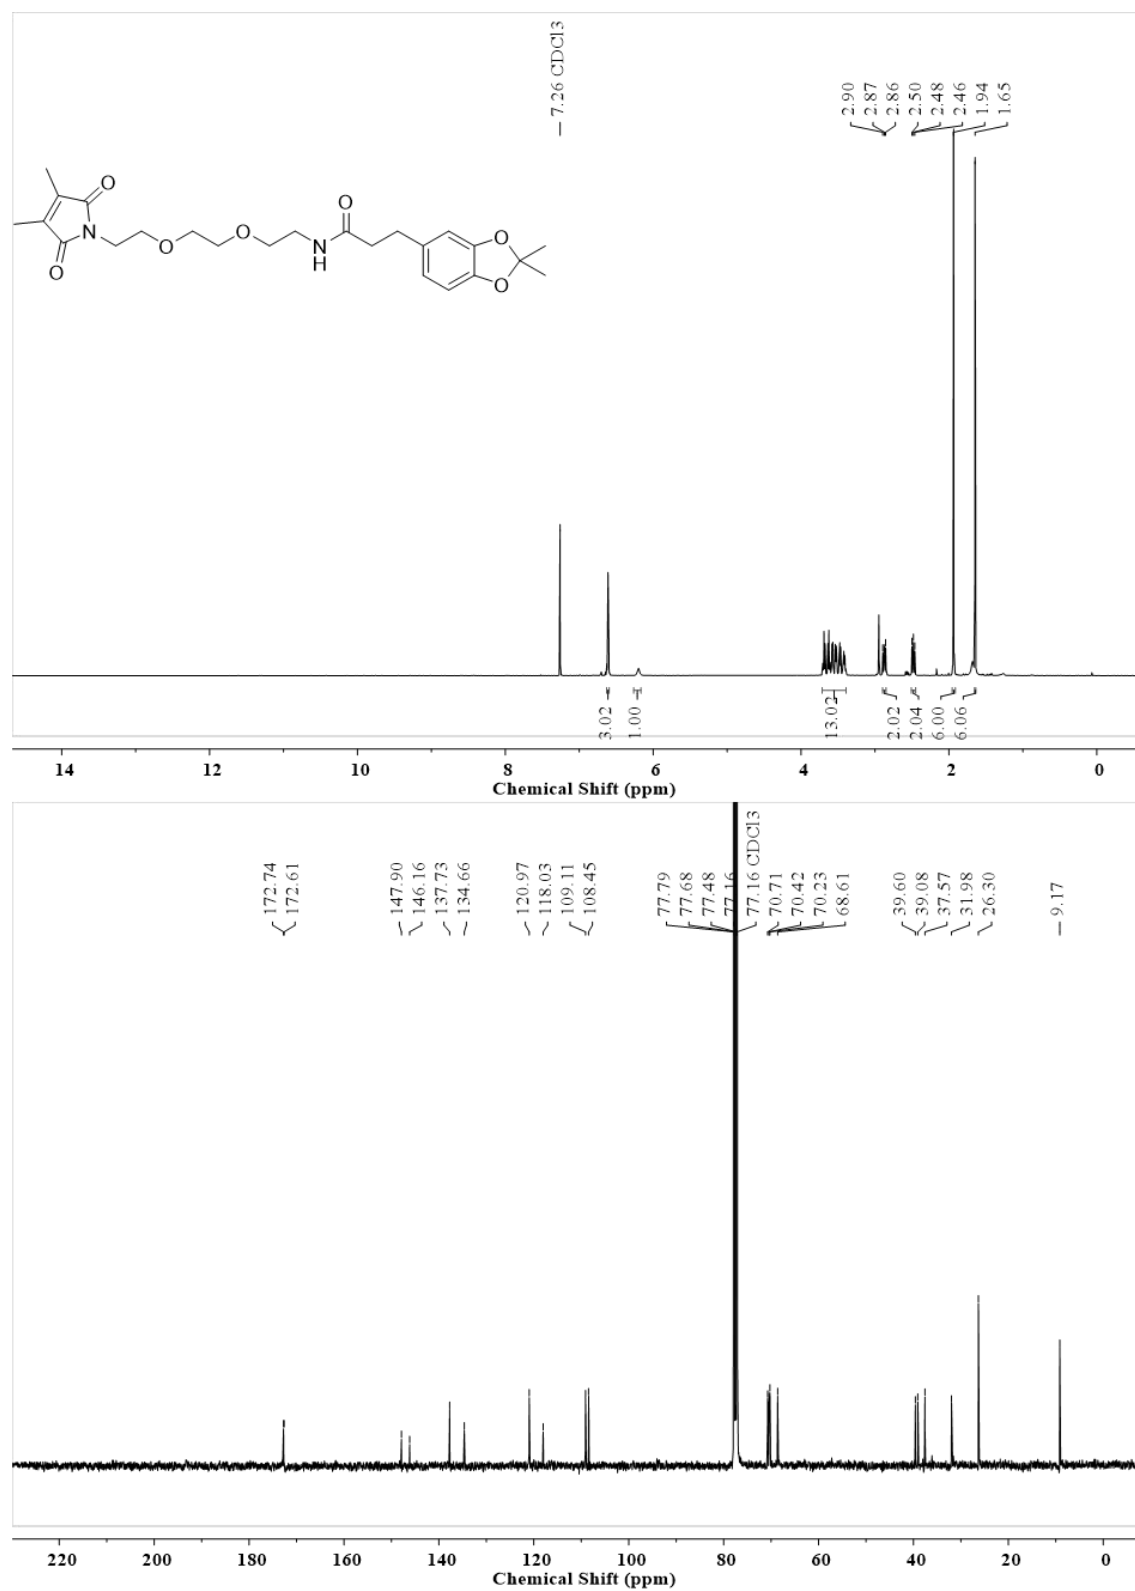 7.26 CDCl3
2.90
2.87
2.86
2.50
2.48
2.46
1.94
1.65
O
N
O
O
O
O
N
H
O
O
3.02
1.00
13.02
2.02
2.04
6.00
6.06
14 12 10 8 6 4 2 0
Chemical Shift (ppm)
172.74
172.61
147.90
146.16
137.73
134.66
120.97
118.03
109.11
108.45
77.79
77.68
77.48
77.16
77.16 CDCl3
70.71
70.42
70.23
68.61
39.60
39.08
37.57
31.98
26.30
9.17
220 200 180 160 140 120 100 80 60 40 20 0
Chemical Shift (ppm)